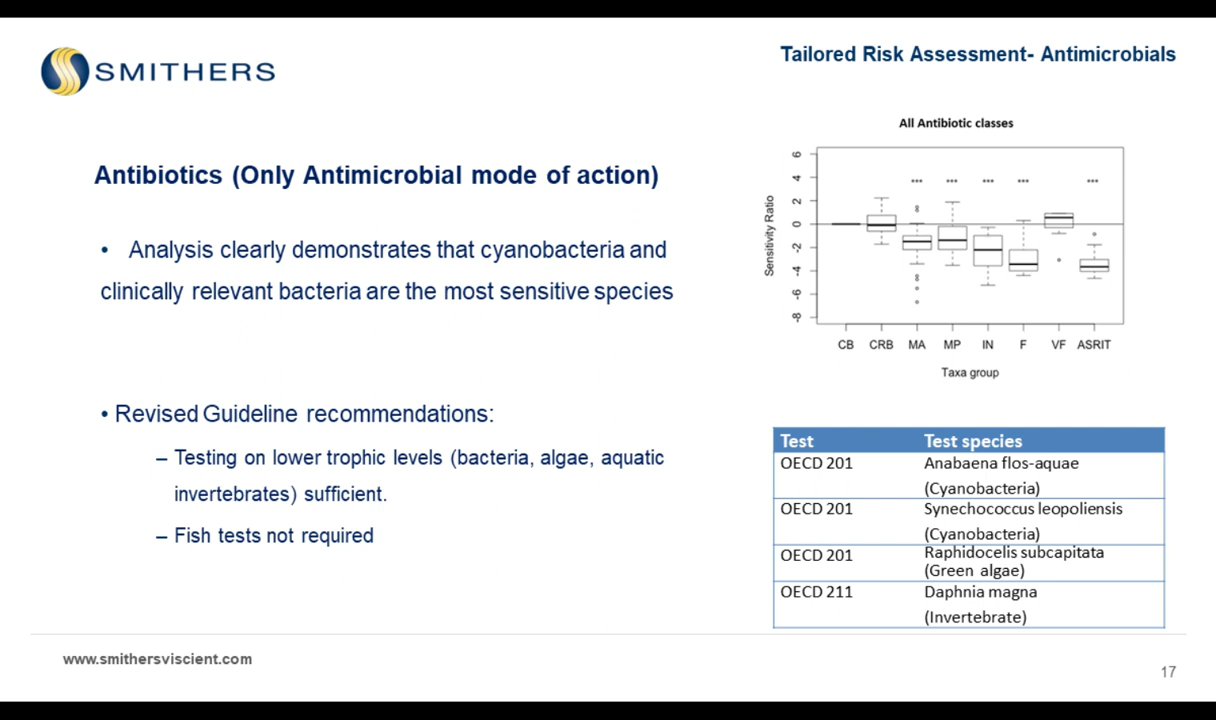 SMITHERS
Tailored Risk Assessment- Antimicrobials
Antibiotics (Only Antimicrobial mode of action)
• Analysis clearly demonstrates that cyanobacteria and
clinically relevant bacteria are the most sensitive species
• Revised Guideline recommendations:
– Testing on lower trophic levels (bacteria, algae, aquatic
invertebrates) sufficient.
– Fish tests not required
All Antibiotic classes
Sensitivity Ratio
6
4
2
0
-2
-4
-6
-8
*** *** *** *** ***
CB CRB MA MP IN F VF ASRIT
Taxa group
Test Test species
OECD 201 Anabaena flos-aquae
(Cyanobacteria)
OECD 201 Synechococcus leopoliensis
(Cyanobacteria)
OECD 201 Raphidocelis subcapitata
(Green algae)
OECD 211 Daphnia magna
(Invertebrate)
www.smithersviscient.com
17